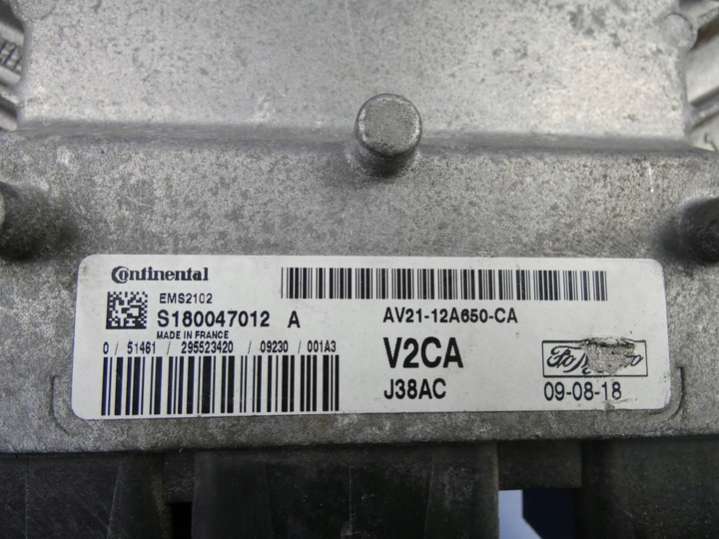 Continental
EMS2102
S180047012 A
MADE IN FRANCE
0 / 51461 / 295523420 / 09230 / 001A3
AV21-12A650-CA
V2CA
J38AC
09-08-18